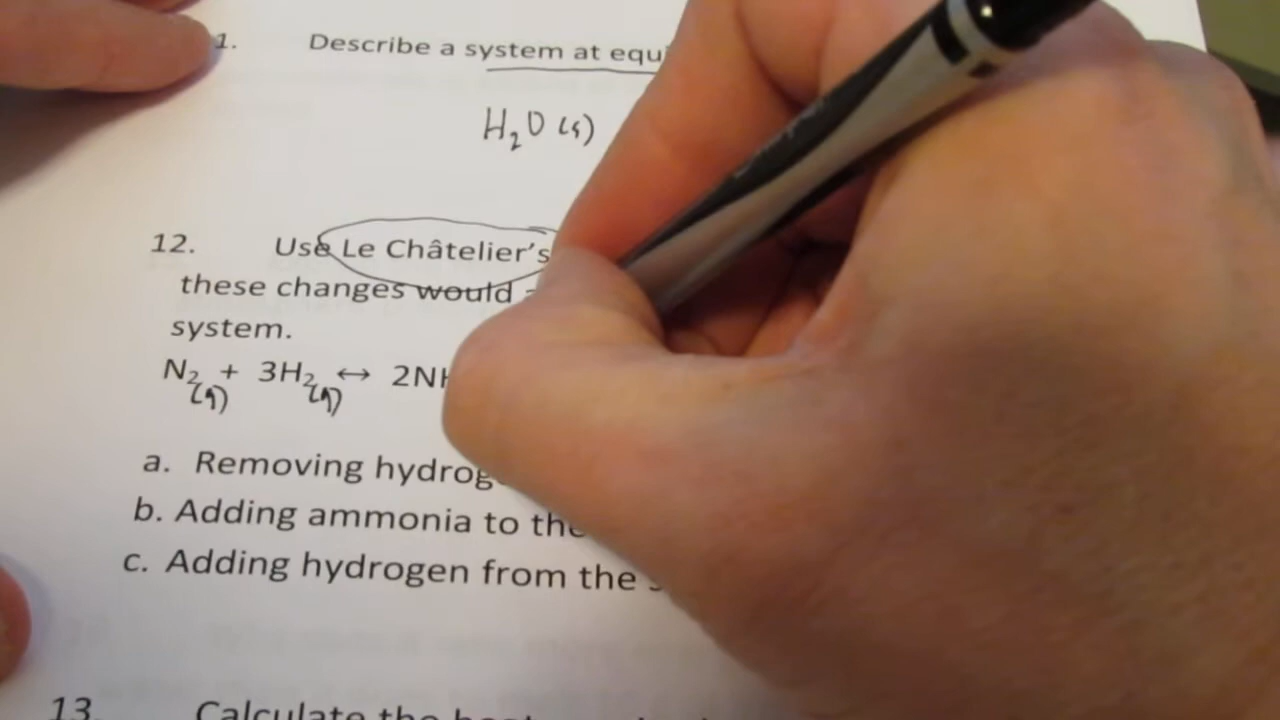 1. Describe a system at equi
H₂O (s)
12. Use Le Châtelier's
these changes would
system.
N₂(g) + 3H₂(g) ↔ 2NH
a. Removing hydrog
b. Adding ammonia to the
c. Adding hydrogen from the s
13. Calculate the